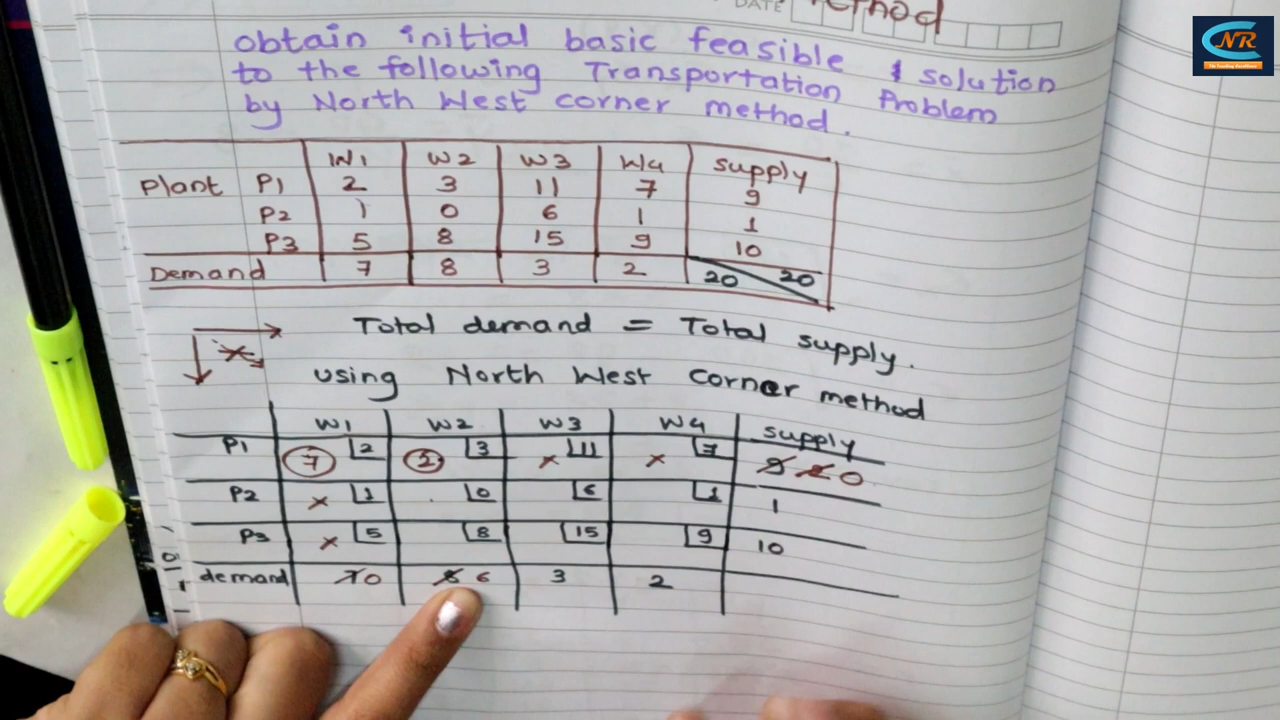 DATE
ethod
CNR
obtain initial basic feasible solution
to the following Transportation Problem
by North West corner method.
W1 W2 W3 W4 Supply
Plant P1 2 3 11 7 9
P2 1 0 6 1 1
P3 5 8 15 9 10
Demand 7 8 3 2 20 20
Total demand = Total supply.
using North West Corner method
W1 W2 W3 W4 supply
P1 7 2 2 3 × 11 × 7 9 2 0
P2 × 1 0 6 1 1
P3 × 5 8 15 9 10
demand 7 0 8 6 3 2